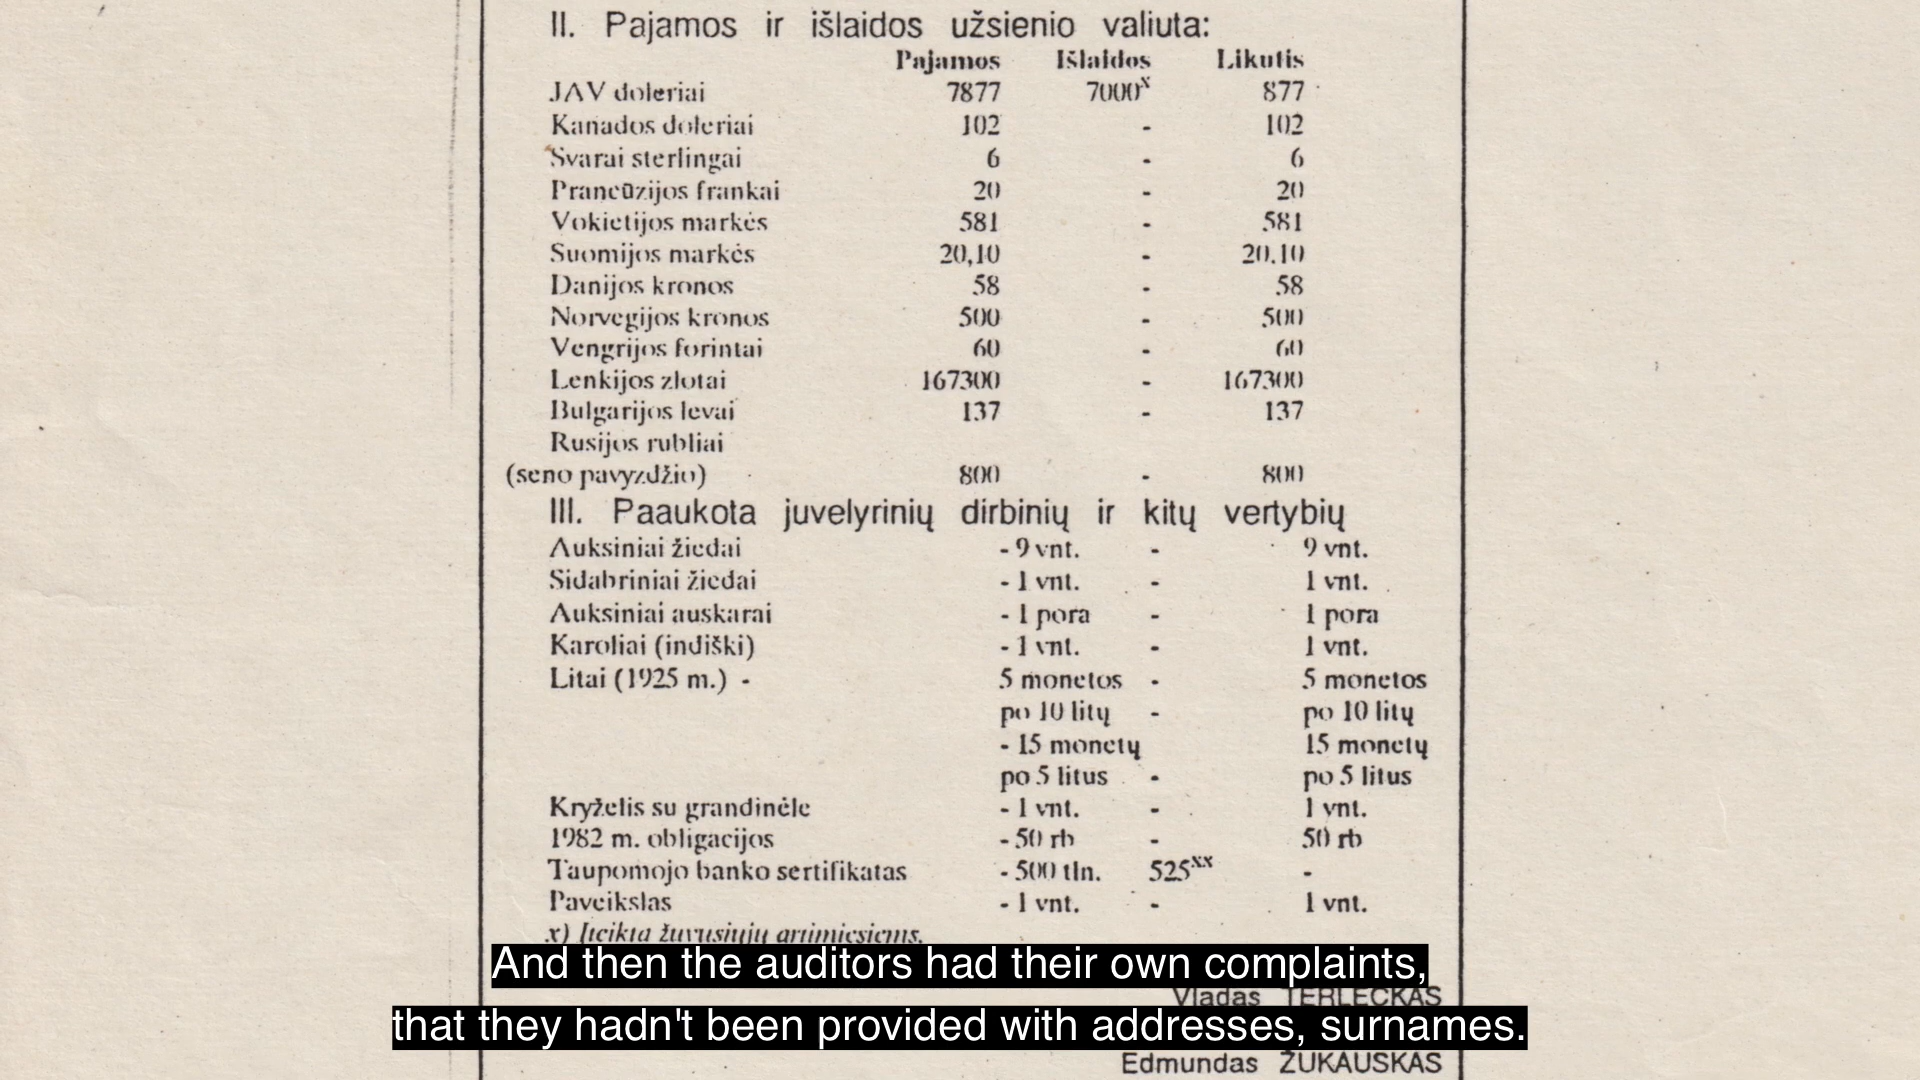 II. Pajamos ir išlaidos užsienio valiuta:
Pajamos Išlaidos Likutis
JAV doleriai 7877 7000x 877
Kanados doleriai 102 - 102
Svarai sterlingai 6 - 6
Prancūzijos frankai 20 - 20
Vokietijos markės 581 - 581
Suomijos markės 20,10 - 20.10
Danijos kronos 58 - 58
Norvegijos kronos 500 - 500
Vengrijos forintai 60 - 60
Lenkijos zlotai 167300 - 167300
Bulgarijos levai 137 - 137
Rusijos rubliai
(seno pavyzdžio) 800 - 800
III. Paaukota juvelyrinių dirbinių ir kitų vertybių
Auksiniai žiedai - 9 vnt. - 9 vnt.
Sidabriniai žiedai - 1 vnt. - 1 vnt.
Auksiniai auskarai - 1 pora - 1 pora
Karoliai (indiški) - 1 vnt. - 1 vnt.
Litai (1925 m.) - 5 monetos - 5 monetos
po 10 litų - po 10 litų
- 15 monetų 15 monetų
po 5 litus - po 5 litus
Kryželis su grandinėle - 1 vnt. - 1 vnt.
1982 m. obligacijos - 50 rb - 50 rb
Taupomojo banko sertifikatas - 500 tln. 525xx -
Paveikslas - 1 vnt. - 1 vnt.
x) Įteikta žuvusiųjų artimiesiems.
And then the auditors had their own complaints,
Vladas TERLECKAS
that they hadn't been provided with addresses, surnames.
Edmundas ŽUKAUSKAS